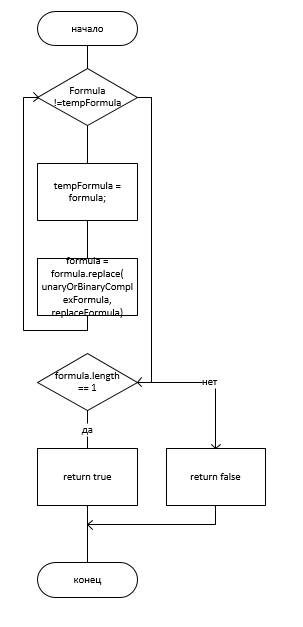 начало
Formula
!=tempFormula
tempFormula =
formula;
formula =
formula.replace(
unaryOrBinaryCompl
exFormula,
replaceFormula)
formula.length
== 1
нет
да
return true
return false
конец